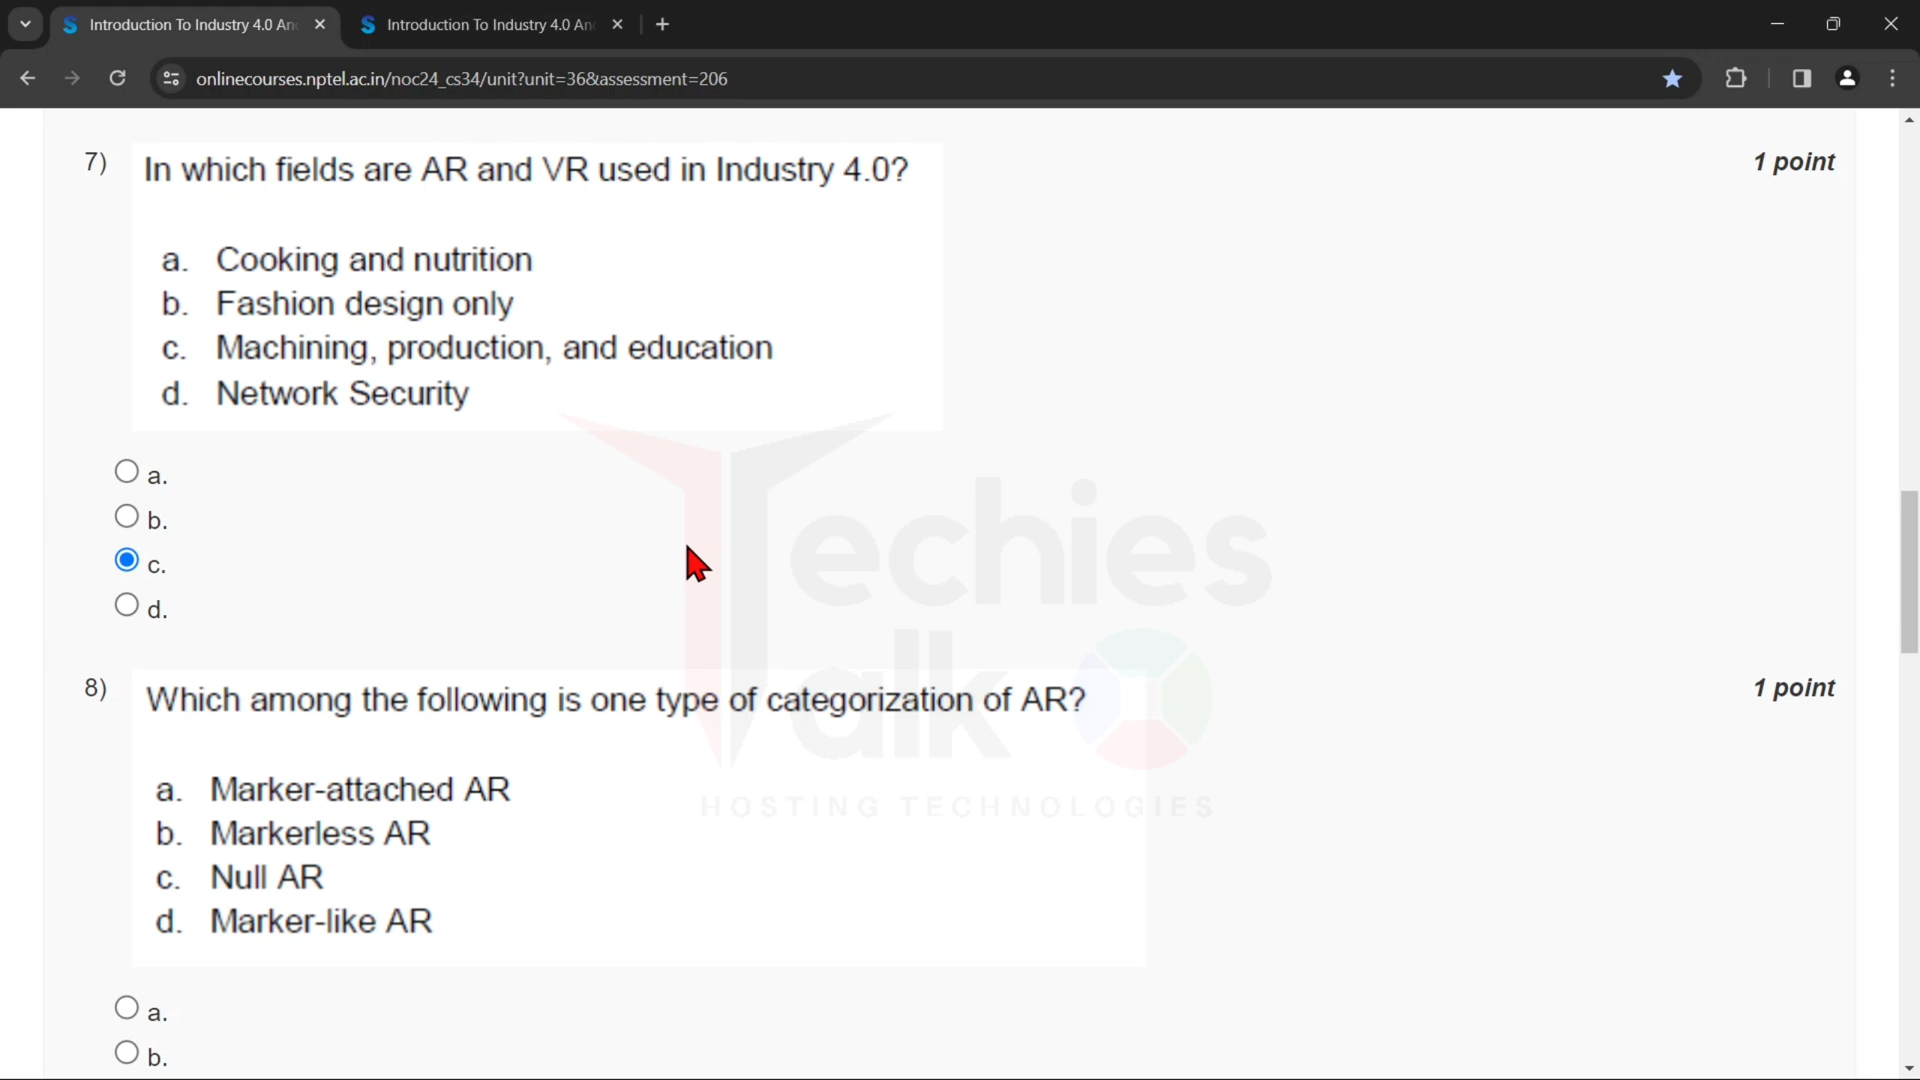 Introduction To Industry 4.0 An
Introduction To Industry 4.0 An
onlinecourses.nptel.ac.in/noc24_cs34/unit?unit=36&assessment=206
7) In which fields are AR and VR used in Industry 4.0? 1 point
a. Cooking and nutrition
b. Fashion design only
c. Machining, production, and education
d. Network Security
a.
b.
c.
d.
Techies
Talk
HOSTING TECHNOLOGIES
8) Which among the following is one type of categorization of AR? 1 point
a. Marker-attached AR
b. Markerless AR
c. Null AR
d. Marker-like AR
a.
b.